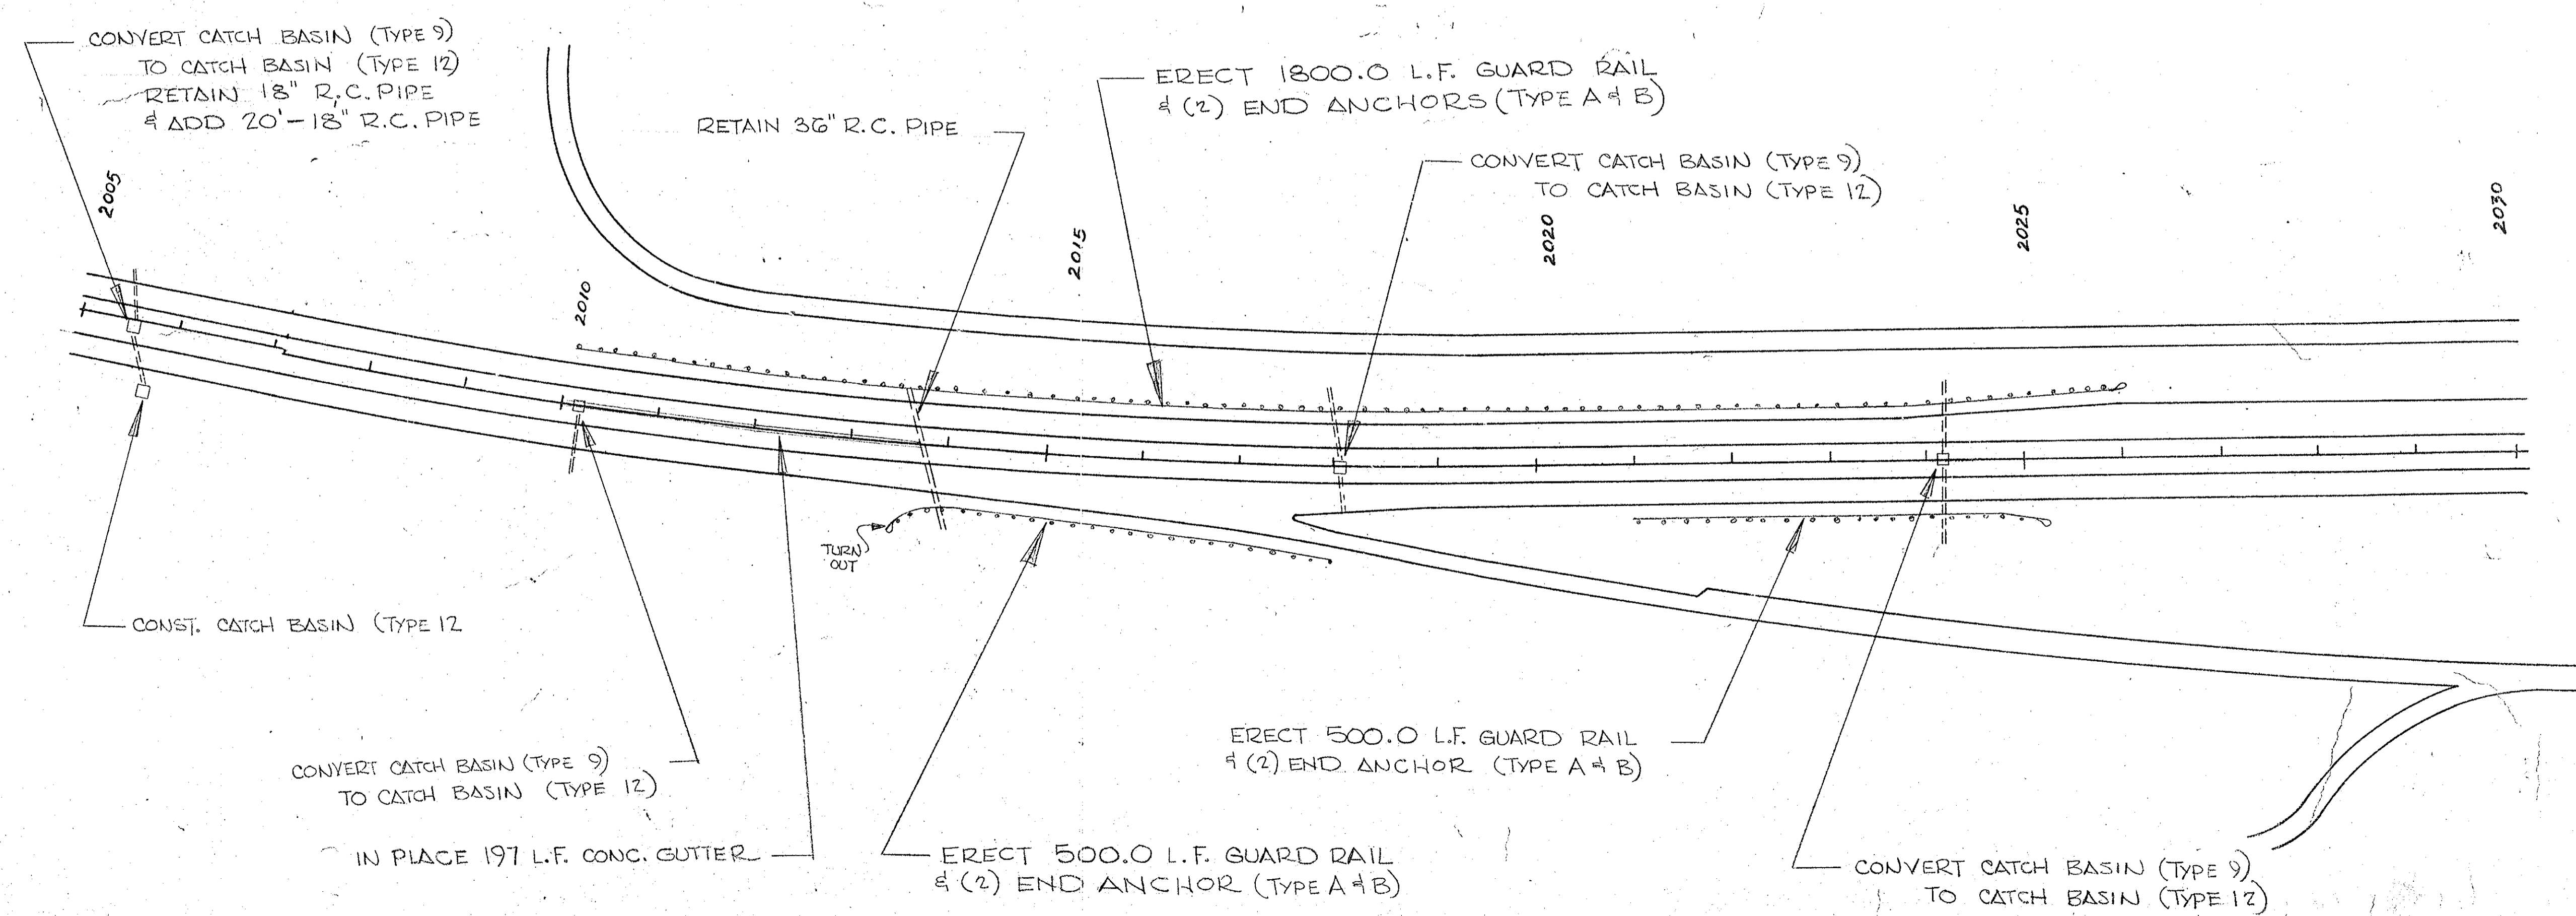 CONVERT CATCH BASIN (TYPE 9)
TO CATCH BASIN (TYPE 12)
RETAIN 18" R.C. PIPE
& ADD 20'-18" R.C. PIPE
RETAIN 36" R.C. PIPE
ERECT 1800.0 L.F. GUARD RAIL
& (2) END ANCHORS (TYPE A & B)
CONVERT CATCH BASIN (TYPE 9)
TO CATCH BASIN (TYPE 12)
2005
2010
2015
2020
2025
2030
TURN
OUT
CONST. CATCH BASIN (TYPE 12
CONVERT CATCH BASIN (TYPE 9)
TO CATCH BASIN (TYPE 12)
IN PLACE 197 L.F. CONC. GUTTER
ERECT 500.0 L.F. GUARD RAIL
& (2) END ANCHOR (TYPE A & B)
ERECT 500.0 L.F. GUARD RAIL
& (2) END ANCHOR (TYPE A & B)
CONVERT CATCH BASIN (TYPE 9)
TO CATCH BASIN (TYPE 12)